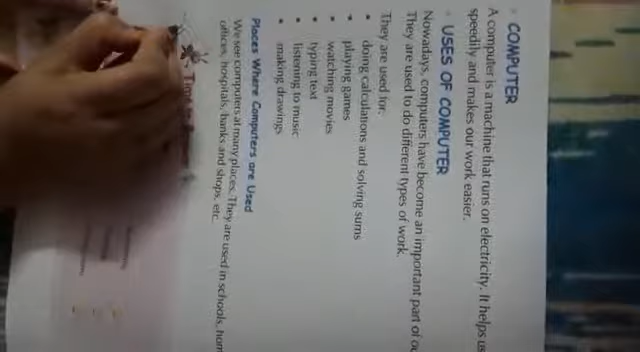 COMPUTER
A computer is a machine that runs on electricity. It helps us
speedily and makes our work easier.
USES OF COMPUTER
Nowadays, computers have become an important part of
They are used to do different types of work.
They are used for:
• doing calculations and solving sums
• playing games
• watching movies
• typing text
• listening to music
• making drawings
Places Where Computers are Used
We see computers at many places. They are used in schools,
offices, hospitals, banks and shops, etc.
Time